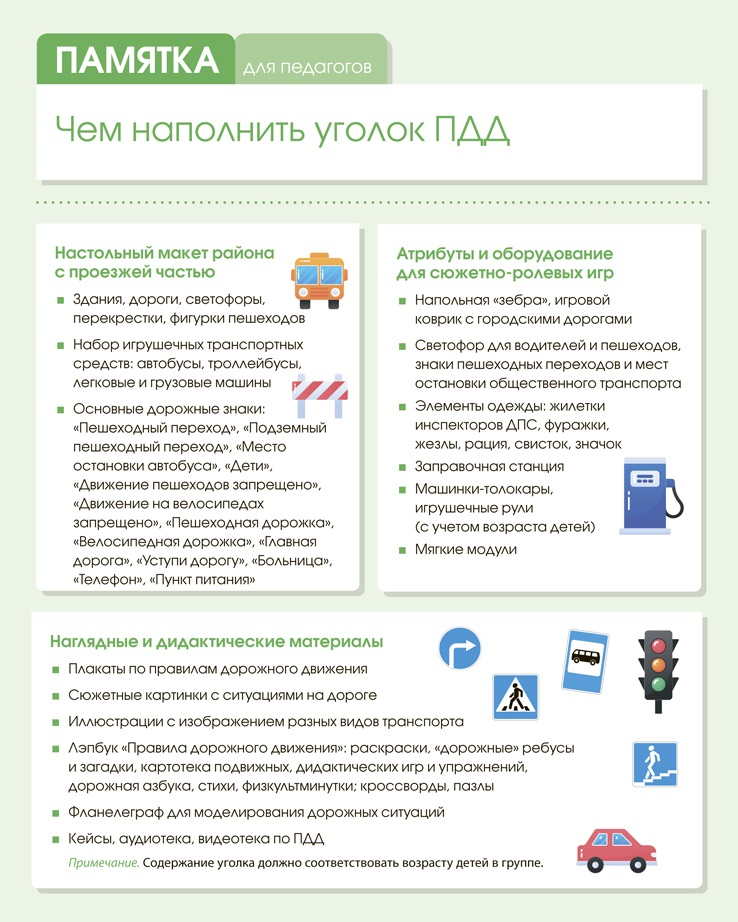 ПАМЯТКА для педагогов
Чем наполнить уголок ПДД
Настольный макет района
с проезжей частью
Здания, дороги, светофоры,
перекрестки, фигурки пешеходов
Набор игрушечных транспортных
средств: автобусы, троллейбусы,
легковые и грузовые машины
Основные дорожные знаки:
«Пешеходный переход», «Подземный
пешеходный переход», «Место
остановки автобуса», «Дети»,
«Движение пешеходов запрещено»,
«Движение на велосипедах
запрещено», «Пешеходная дорожка»,
«Велосипедная дорожка», «Главная
дорога», «Уступи дорогу», «Больница»,
«Телефон», «Пункт питания»
Атрибуты и оборудование
для сюжетно-ролевых игр
Напольная «зебра», игровой
коврик с городскими дорогами
Светофор для водителей и пешеходов,
знаки пешеходных переходов и мест
остановки общественного транспорта
Элементы одежды: жилетки
инспекторов ДПС, фуражки,
жезлы, рация, свисток, значок
Заправочная станция
Машинки-толокары,
игрушечные рули
(с учетом возраста детей)
Мягкие модули
Наглядные и дидактические материалы
Плакаты по правилам дорожного движения
Сюжетные картинки с ситуациями на дороге
Иллюстрации с изображением разных видов транспорта
Лэпбук «Правила дорожного движения»: раскраски, «дорожные» ребусы
и загадки, картотека подвижных, дидактических игр и упражнений,
дорожная азбука, стихи, физкультминутки; кроссворды, пазлы
Фланелеграф для моделирования дорожных ситуаций
Кейсы, аудиотека, видеотека по ПДД
Примечание. Содержание уголка должно соответствовать возрасту детей в группе.